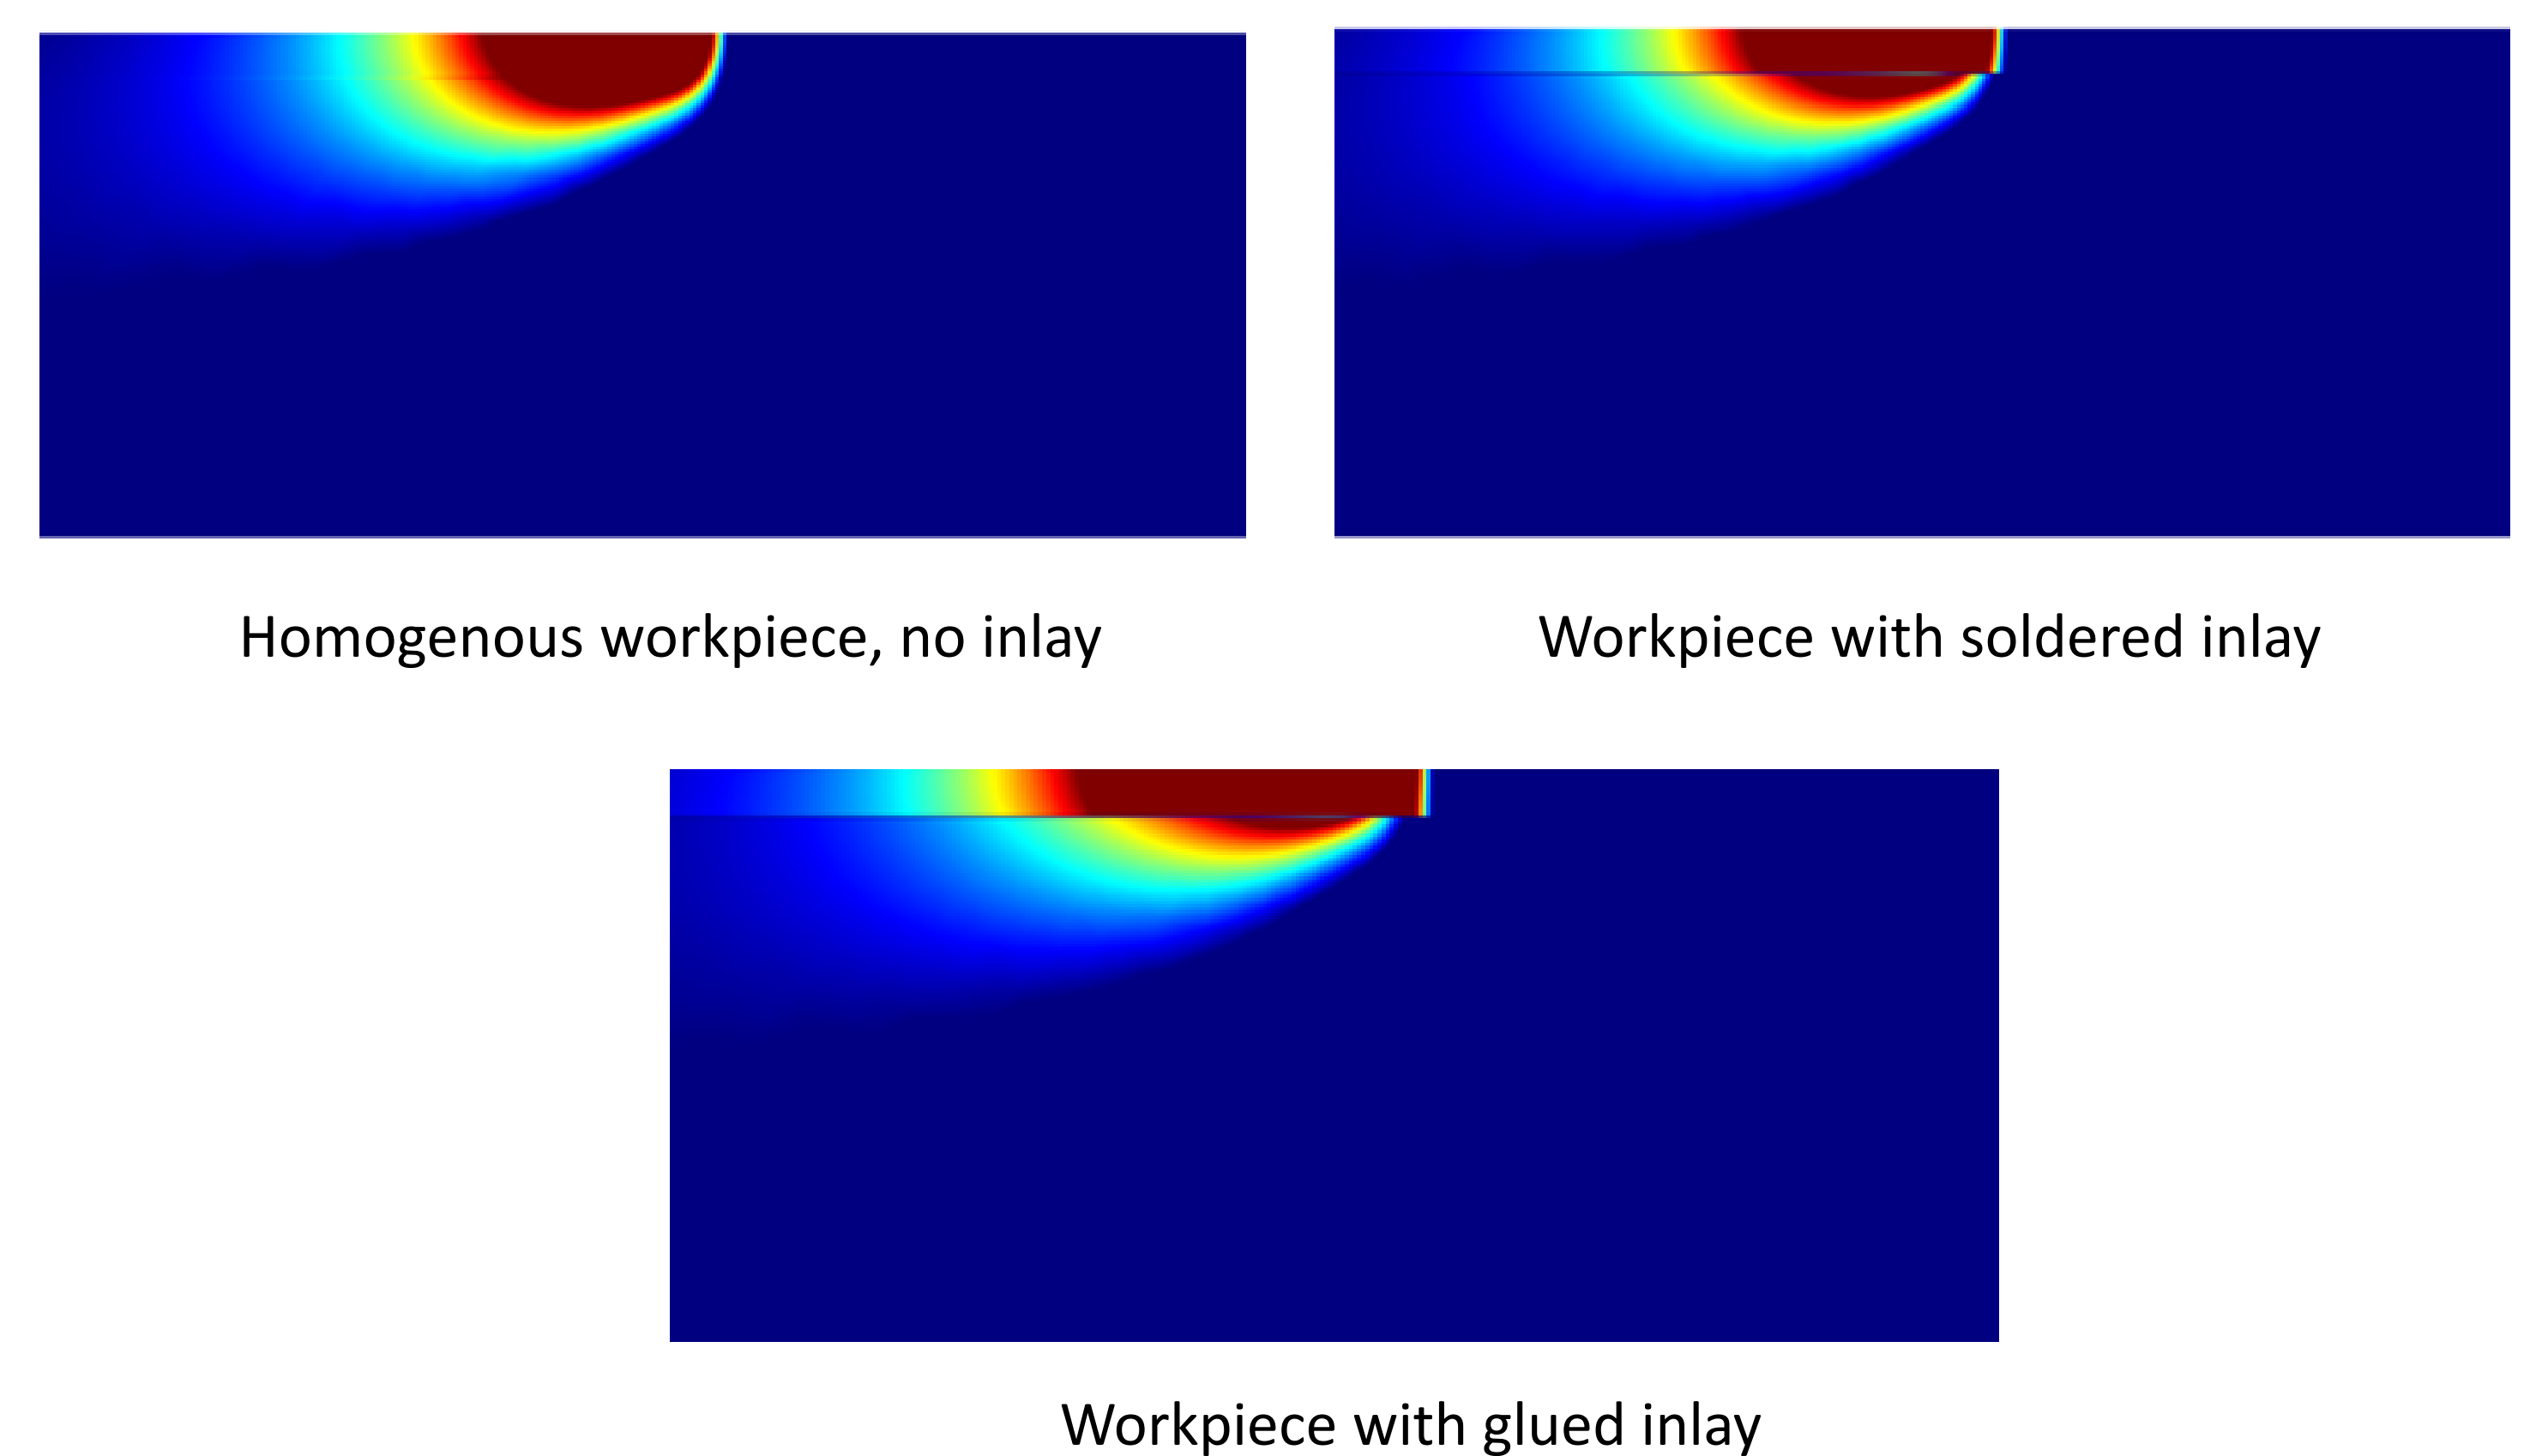 Homogenous workpiece, no inlay
Workpiece with soldered inlay
Workpiece with glued inlay